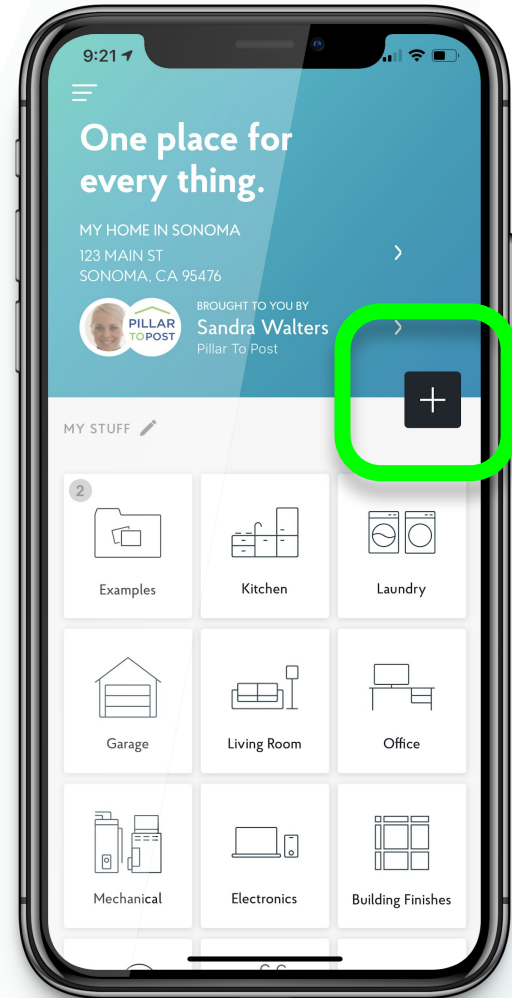 9:21
One place for
every thing.
MY HOME IN SONOMA
123 MAIN ST
SONOMA, CA 95476
PILLAR
TO POST
BROUGHT TO YOU BY
Sandra Walters
Pillar To Post
MY STUFF
2
Examples
Kitchen
Laundry
Garage
Living Room
Office
Mechanical
Electronics
Building Finishes